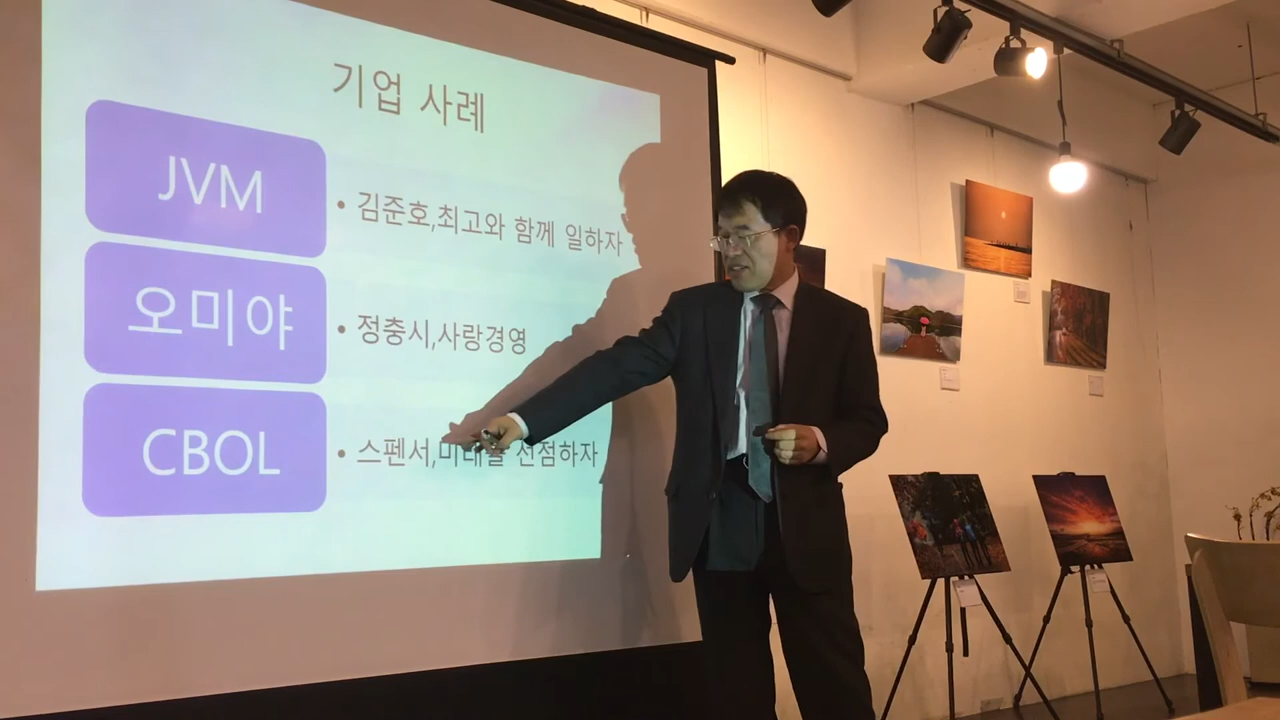 기업 사례
JVM
• 김준호,최고와 함께 일하자
오미야
• 정충시,사랑경영
CBOL
• 스펜서,미래를 선점하자